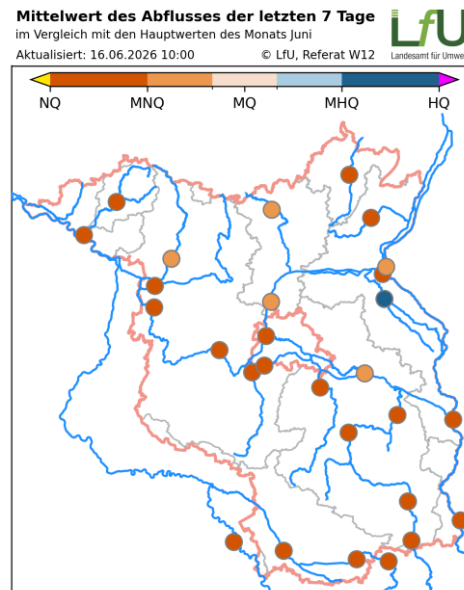 Mittelwert des Abflusses der letzten 7 Tage
im Vergleich mit den Hauptwerten des Monats Juni
Aktualisiert: 16.06.2026 10:00
© LfU, Referat W12
LfU
Landesamt für Umwe
NQ MNQ MQ MHQ HQ